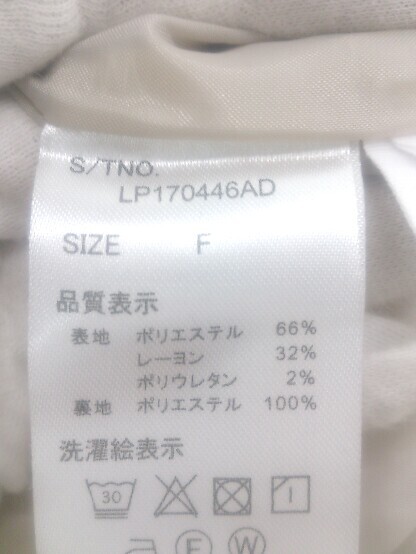 S/TNO.
LP170446AD
SIZE F
品質表示
表地 ポリエステル 66%
レーヨン 32%
ポリウレタン 2%
裏地 ポリエステル 100%
洗濯絵表示
30
F W